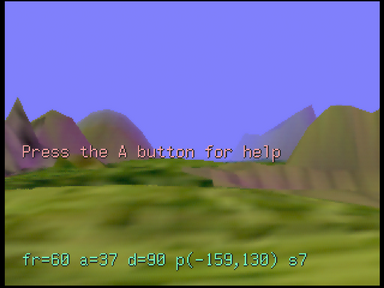 Press the A button for help
fr=60 a=37 d=90 p(-159,130) s7